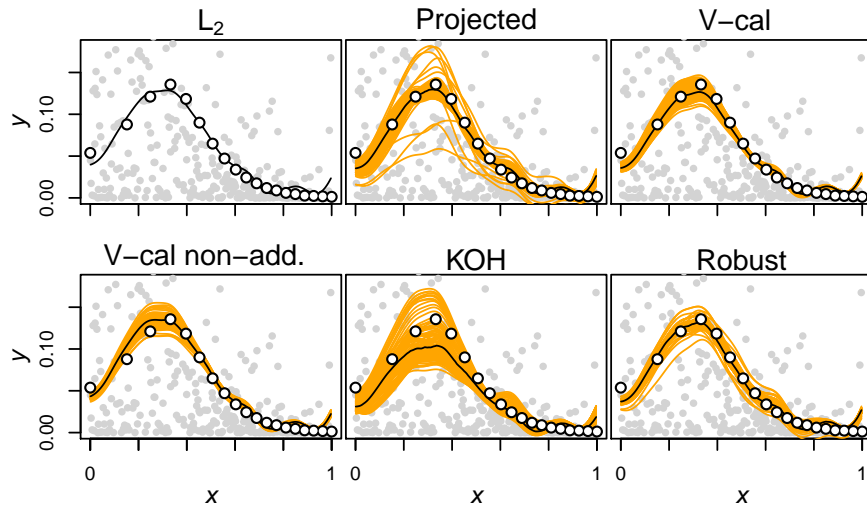 L2 Projected V−cal
y
0.10
0.00
V−cal non−add. KOH Robust
y
0.10
0.00
0 1 0 1 0 1
x x x